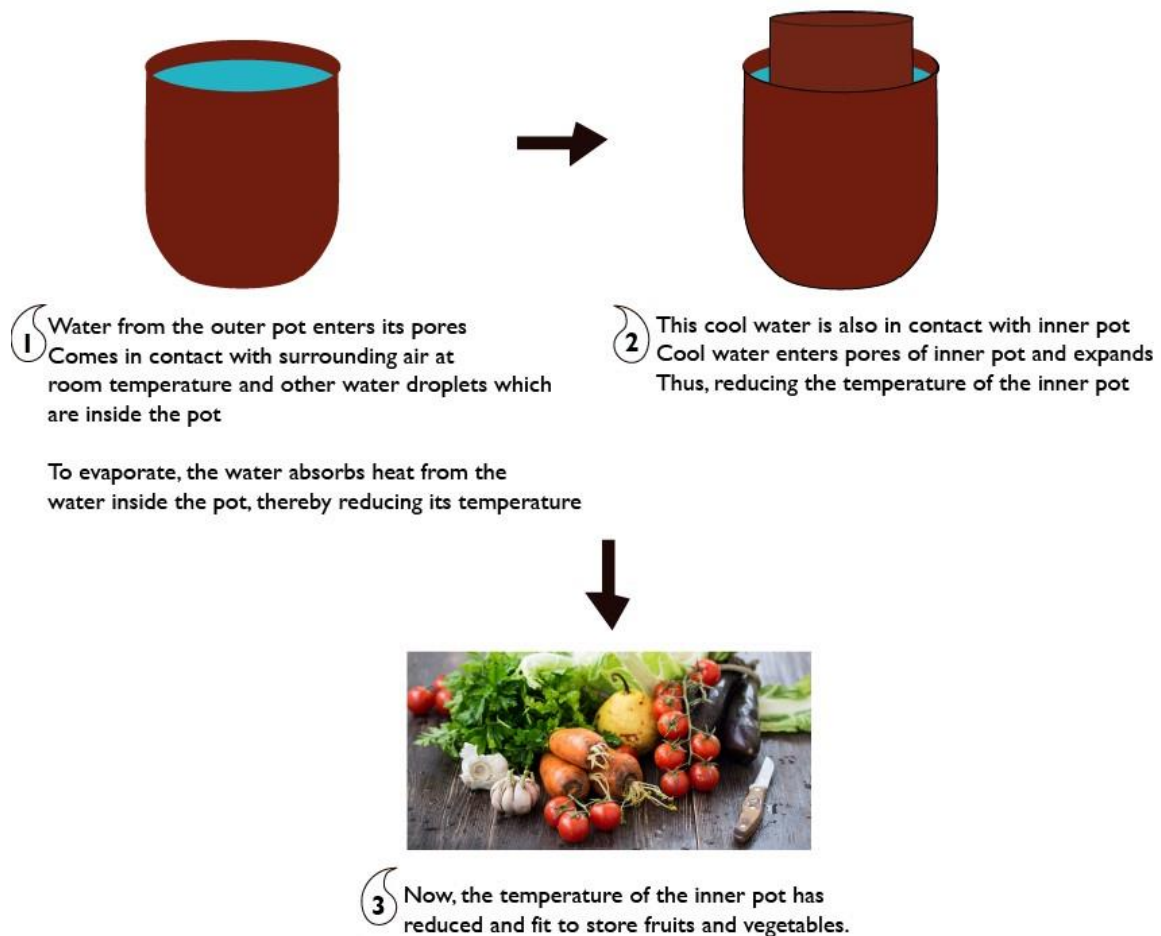 1 Water from the outer pot enters its pores
Comes in contact with surrounding air at
room temperature and other water droplets which
are inside the pot
To evaporate, the water absorbs heat from the
water inside the pot, thereby reducing its temperature
2 This cool water is also in contact with inner pot
Cool water enters pores of inner pot and expands
Thus, reducing the temperature of the inner pot
3 Now, the temperature of the inner pot has
reduced and fit to store fruits and vegetables.